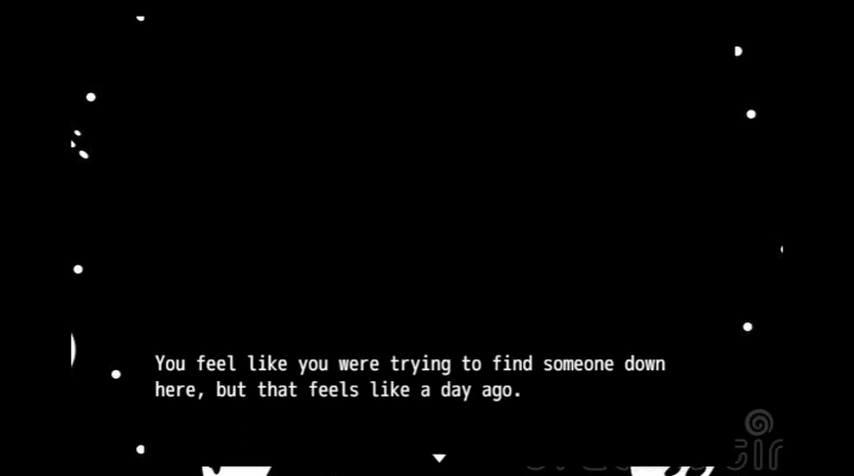 You feel like you were trying to find someone down
here, but that feels like a day ago.